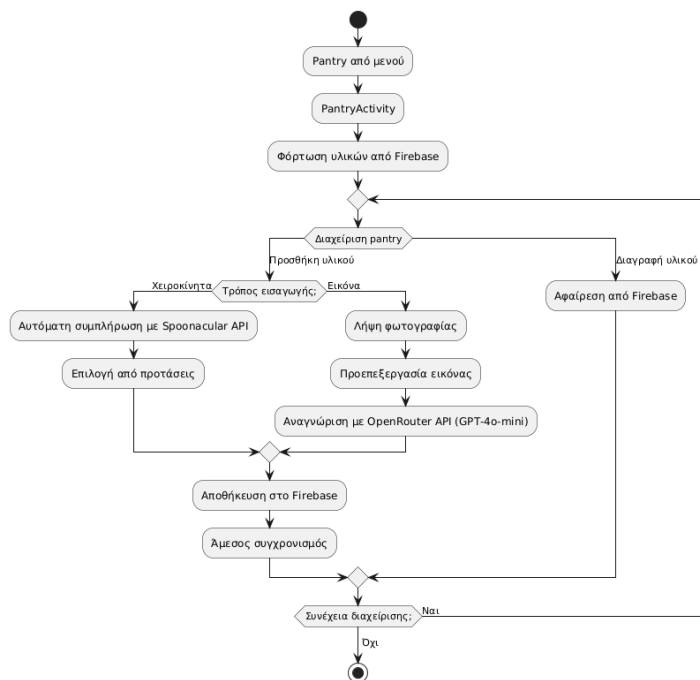 Pantry από μενού
PantryActivity
Φόρτωση υλικών από Firebase
Διαχείριση pantry
Προσθήκη υλικού
Διαγραφή υλικού
Χειροκίνητα
Τρόπος εισαγωγής;
Εικόνα
Αφαίρεση από Firebase
Αυτόματη συμπλήρωση με Spoonacular API
Λήψη φωτογραφίας
Επιλογή από προτάσεις
Προεπεξεργασία εικόνας
Αναγνώριση με OpenRouter API (GPT-4o-mini)
Αποθήκευση στο Firebase
Άμεσος συγχρονισμός
Συνέχεια διαχείρισης;
Ναι
Όχι